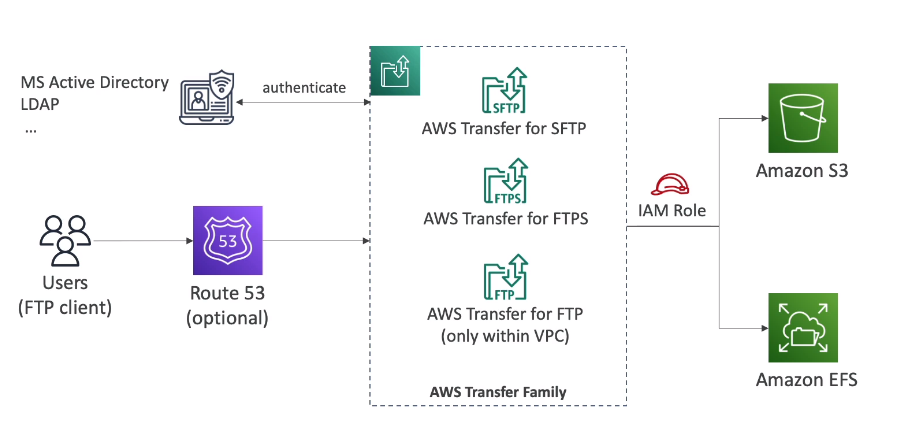 MS Active Directory
LDAP
...
authenticate
SFTP
AWS Transfer for SFTP
FTPS
AWS Transfer for FTPS
FTP
AWS Transfer for FTP
(only within VPC)
AWS Transfer Family
Users
(FTP client)
53
Route 53
(optional)
IAM Role
Amazon S3
Amazon EFS